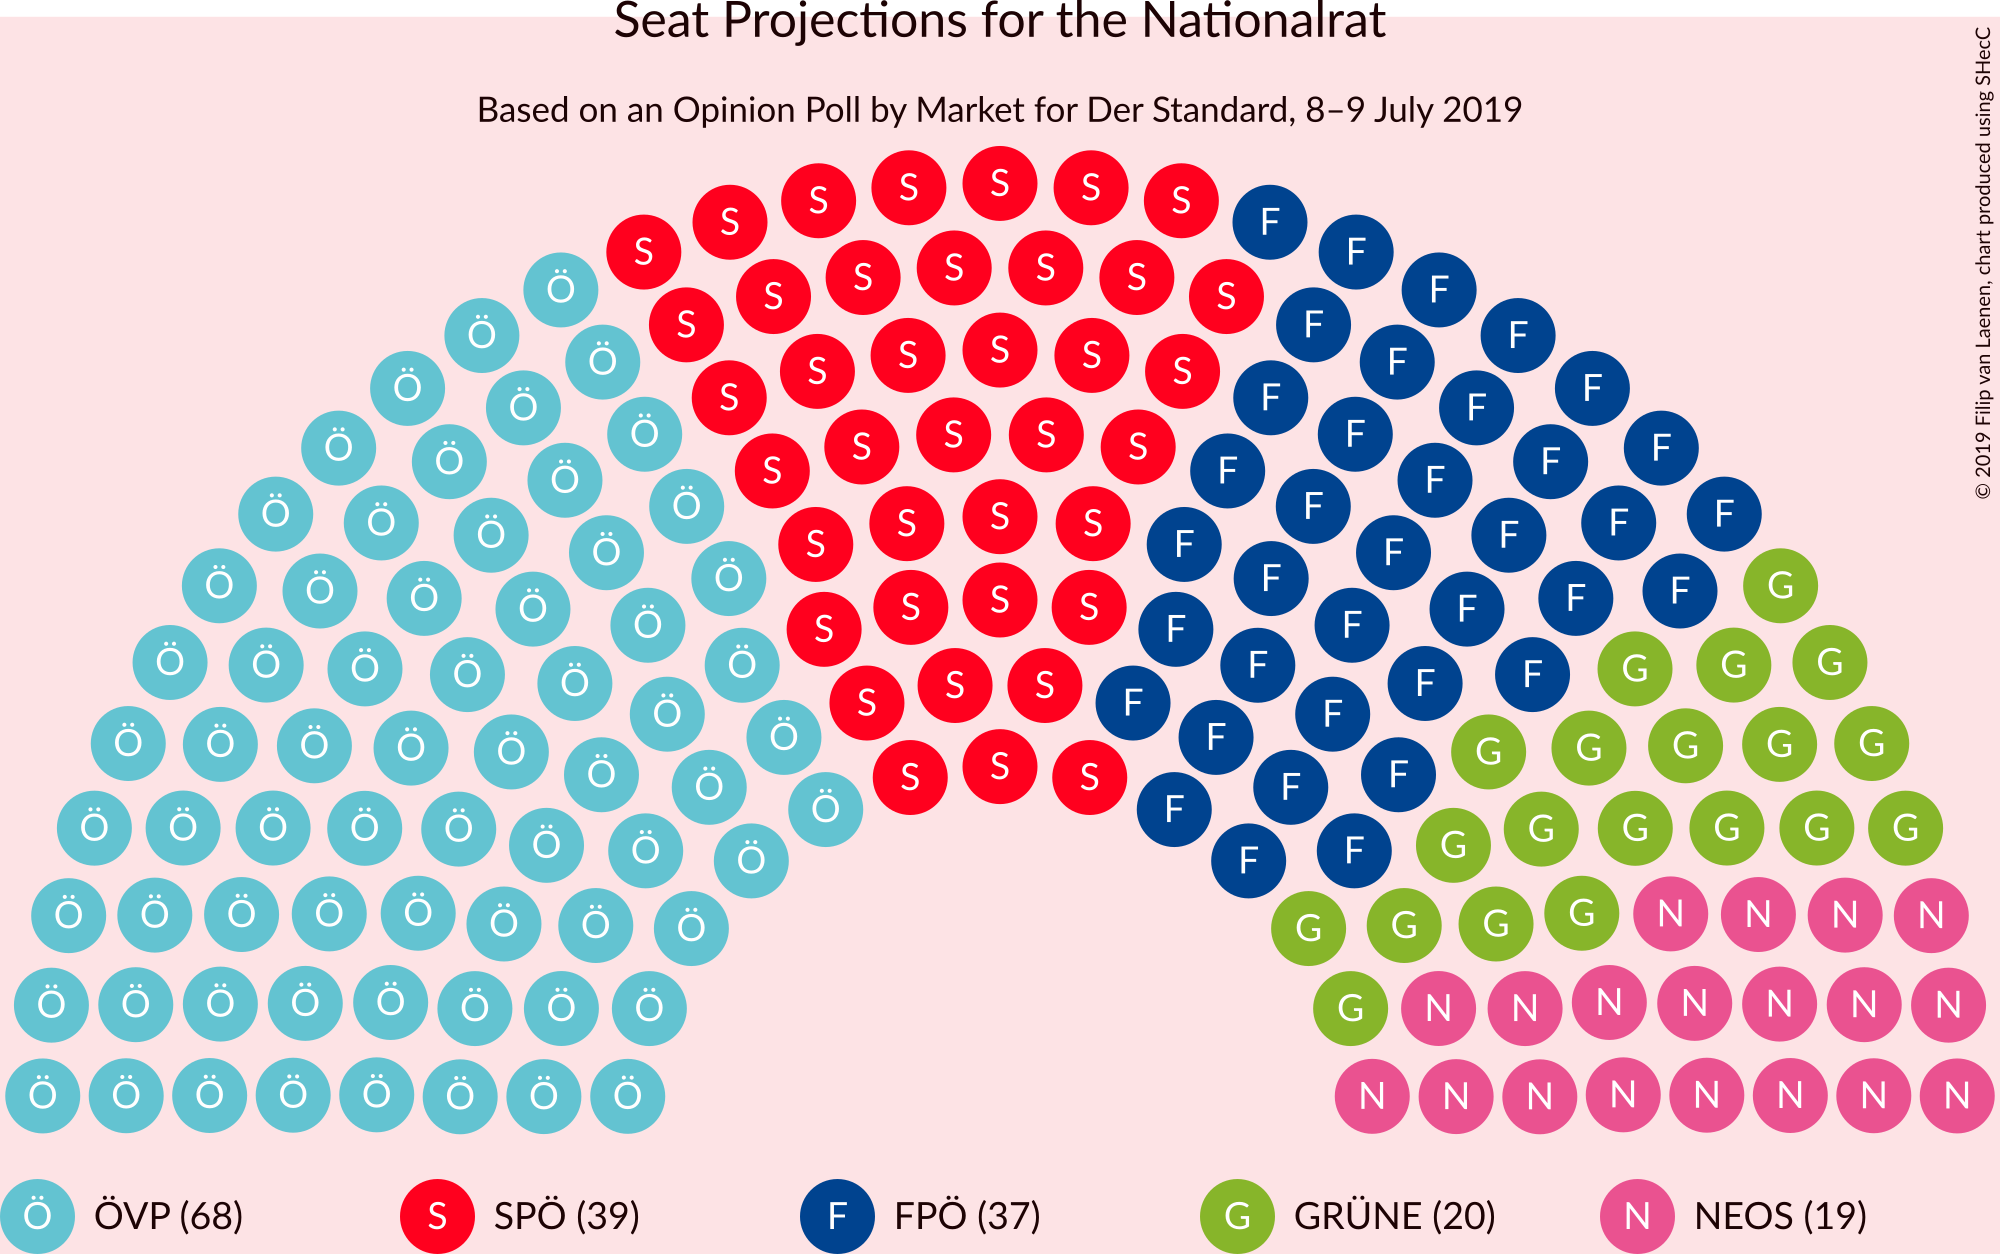 Seat Projections for the Nationalrat
Based on an Opinion Poll by Market for Der Standard, 8–9 July 2019
© 2019 Filip van Laenen, chart produced using SHecC
S S S S S S S F F
S S S S S S S F F F
Ö ÖVP (68) S SPÖ (39) F FPÖ (37) G GRÜNE (20) N NEOS (19)